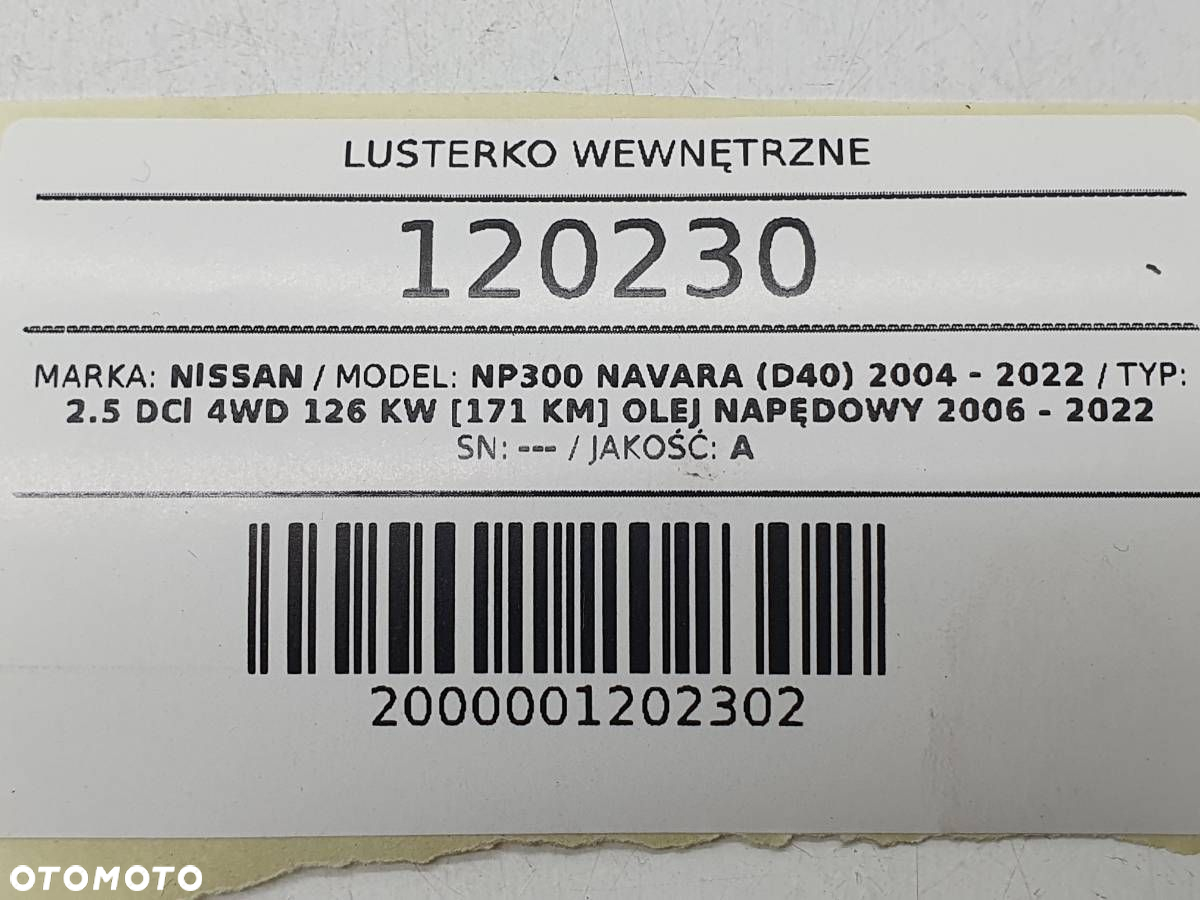 LUSTERKO WEWNĘTRZNE
120230
MARKA: NISSAN / MODEL: NP300 NAVARA (D40) 2004 - 2022 / TYP:
2.5 DCI 4WD 126 KW [171 KM] OLEJ NAPĘDOWY 2006 - 2022
SN: --- / JAKOŚĆ: A
2000001202302
OTOMOTO